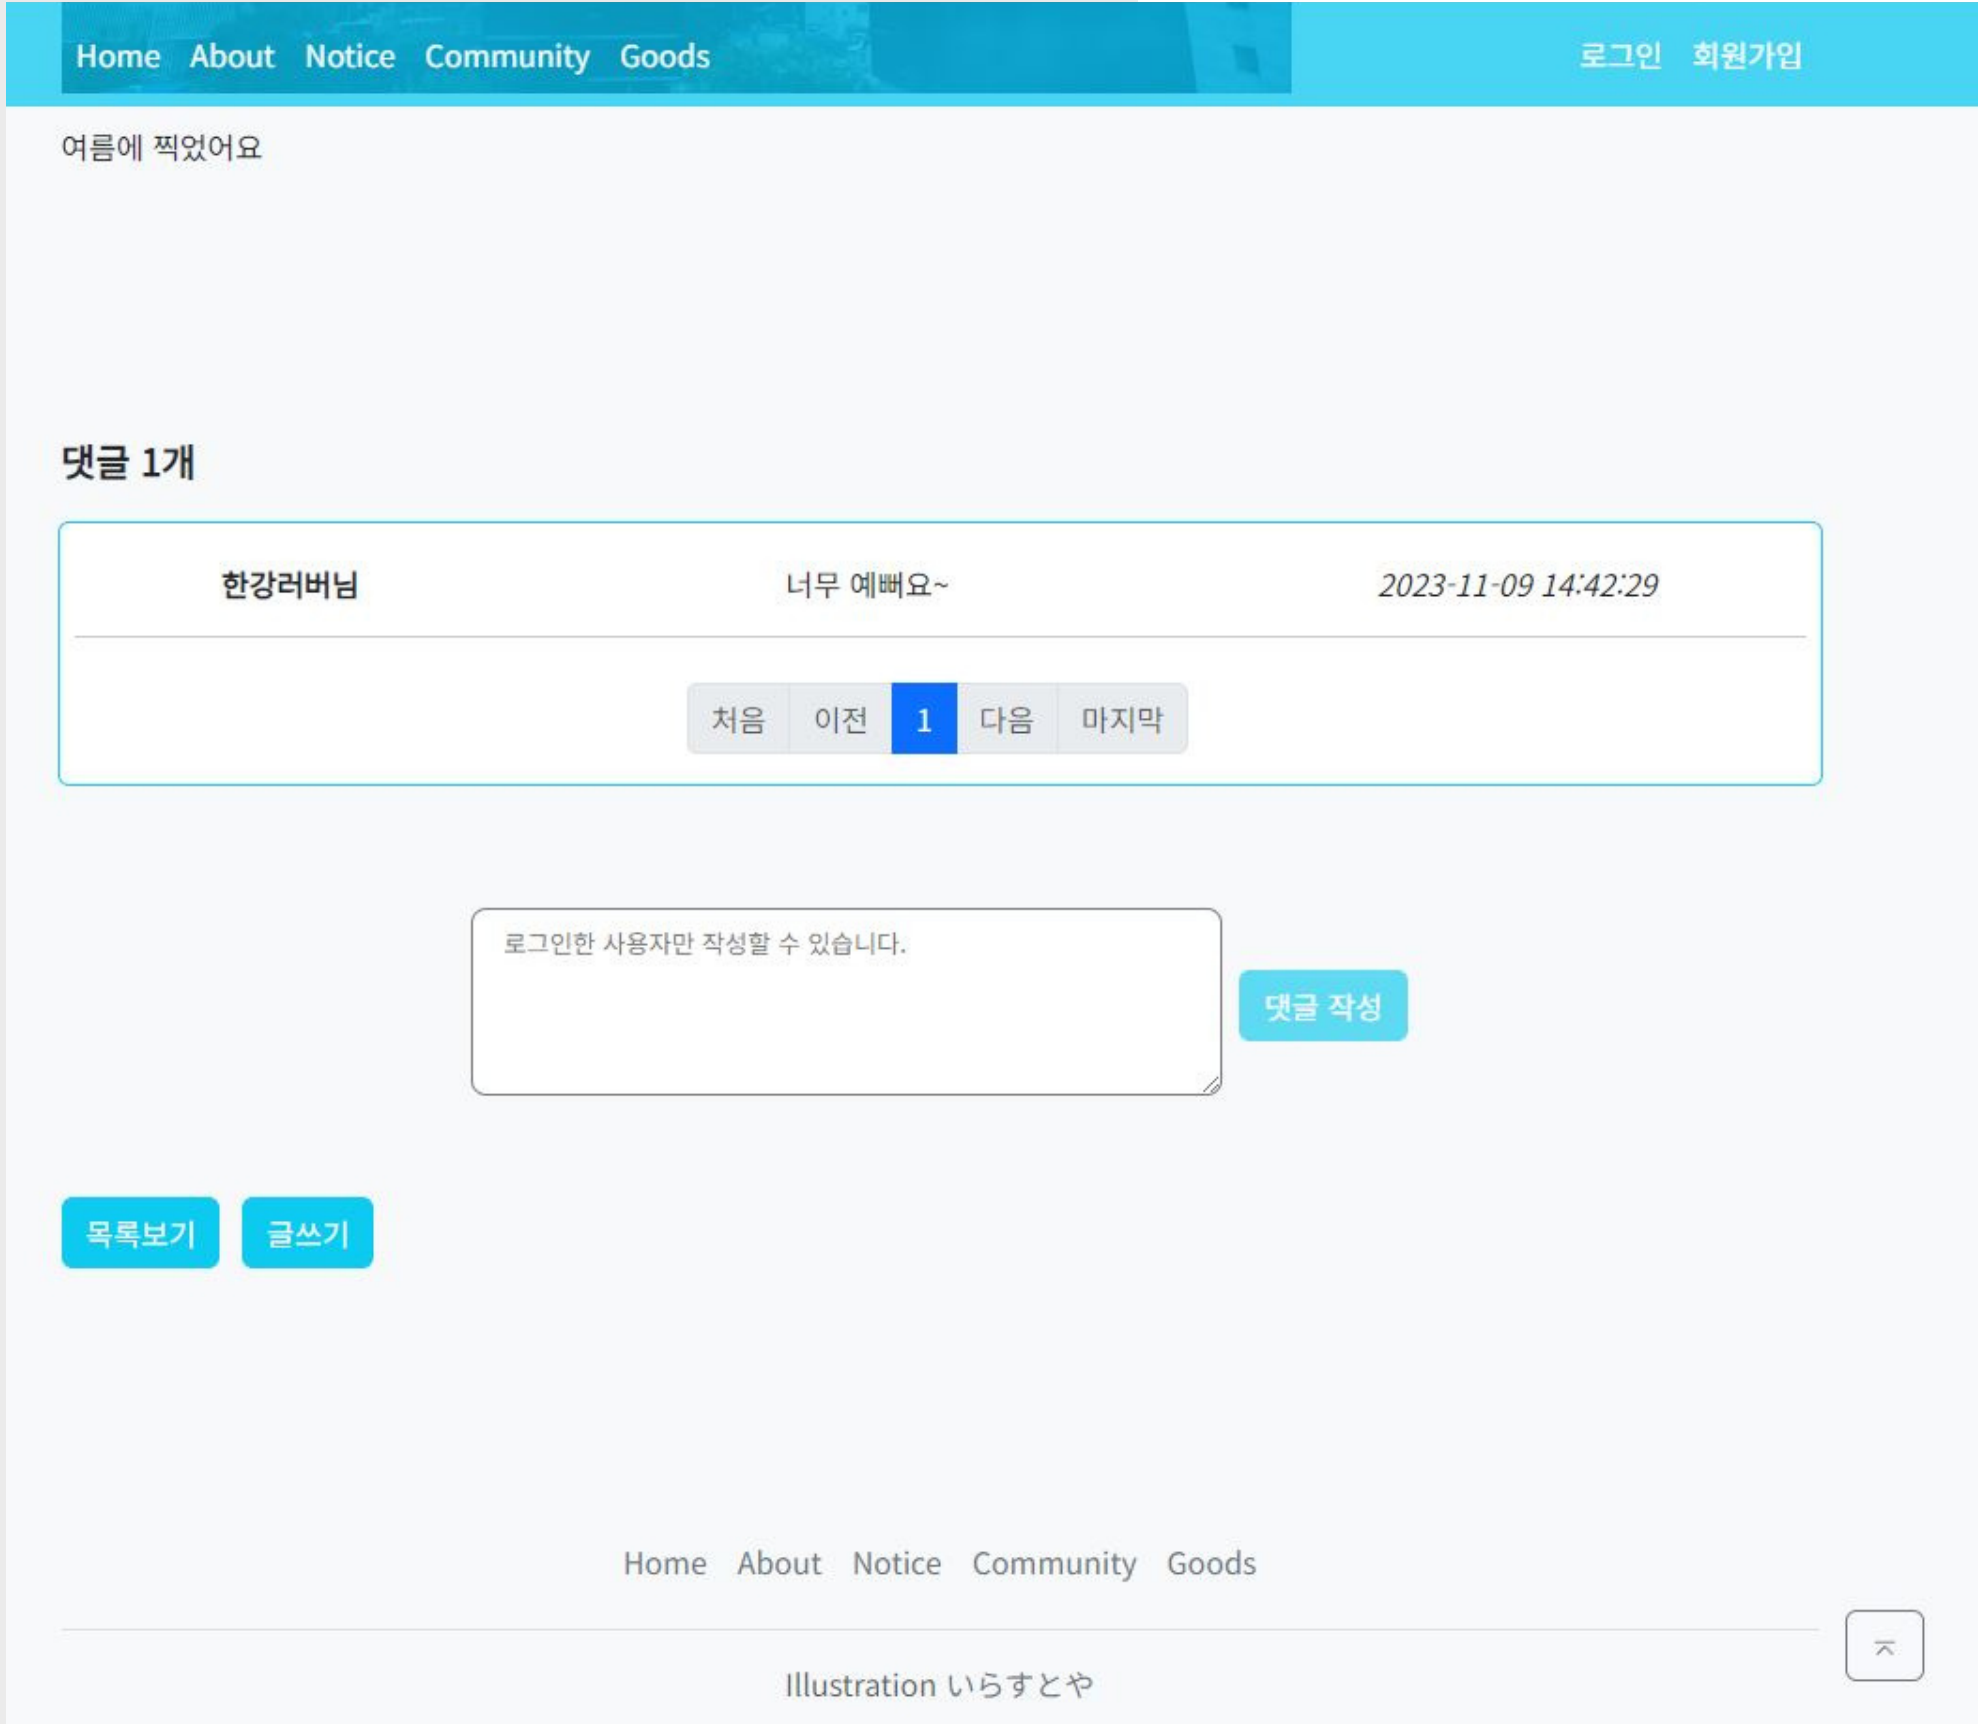 Home About Notice Community Goods 로그인 회원가입
여름에 찍었어요
댓글 1개
한강러버님 너무 예뻐요~ 2023-11-09 14:42:29
처음 이전 1 다음 마지막
로그인한 사용자만 작성할 수 있습니다.
댓글 작성
목록보기 글쓰기
Home About Notice Community Goods
Illustration いらすとや